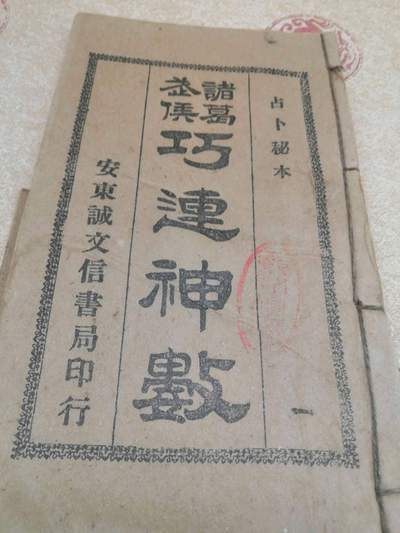 占卜秘本
諸葛
武侯
巧連神數
一
安東誠文信書局印行